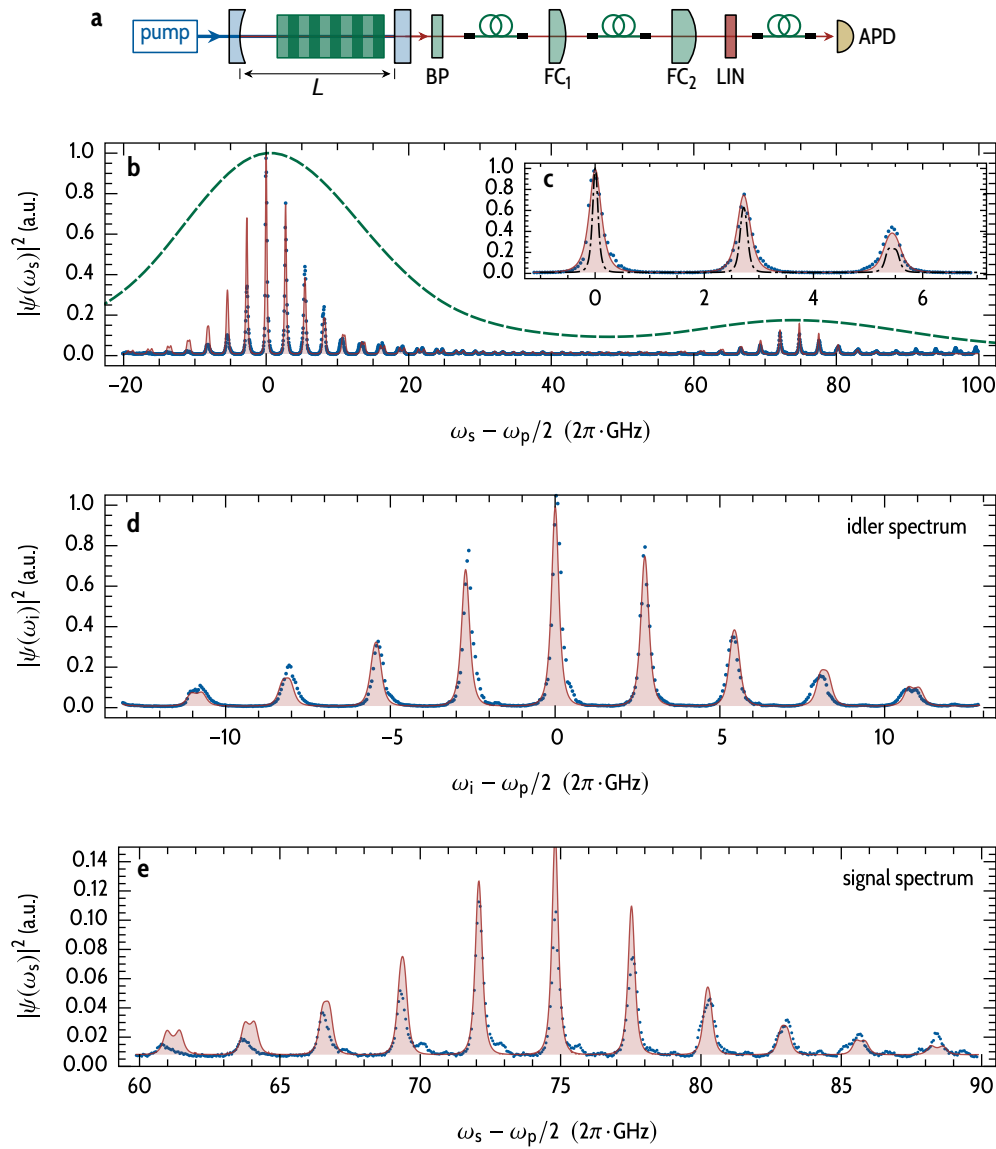 a
pump
L
BP
FC₁
FC₂
LIN
APD
b
|ψ(ωₛ)|² (a.u.)
1.0
0.8
0.6
0.4
0.2
0.0
−20
0
20
40
60
80
100
ωₛ − ωₚ/2 (2π·GHz)
c
1.0
0.8
0.6
0.4
0.2
0.0
0
2
4
6
d
idler spectrum
|ψ(ωᵢ)|² (a.u.)
1.0
0.8
0.6
0.4
0.2
0.0
−10
−5
0
5
10
ωᵢ − ωₚ/2 (2π·GHz)
e
signal spectrum
|ψ(ωₛ)|² (a.u.)
0.14
0.12
0.10
0.08
0.06
0.04
0.02
0.00
60
65
70
75
80
85
90
ωₛ − ωₚ/2 (2π·GHz)